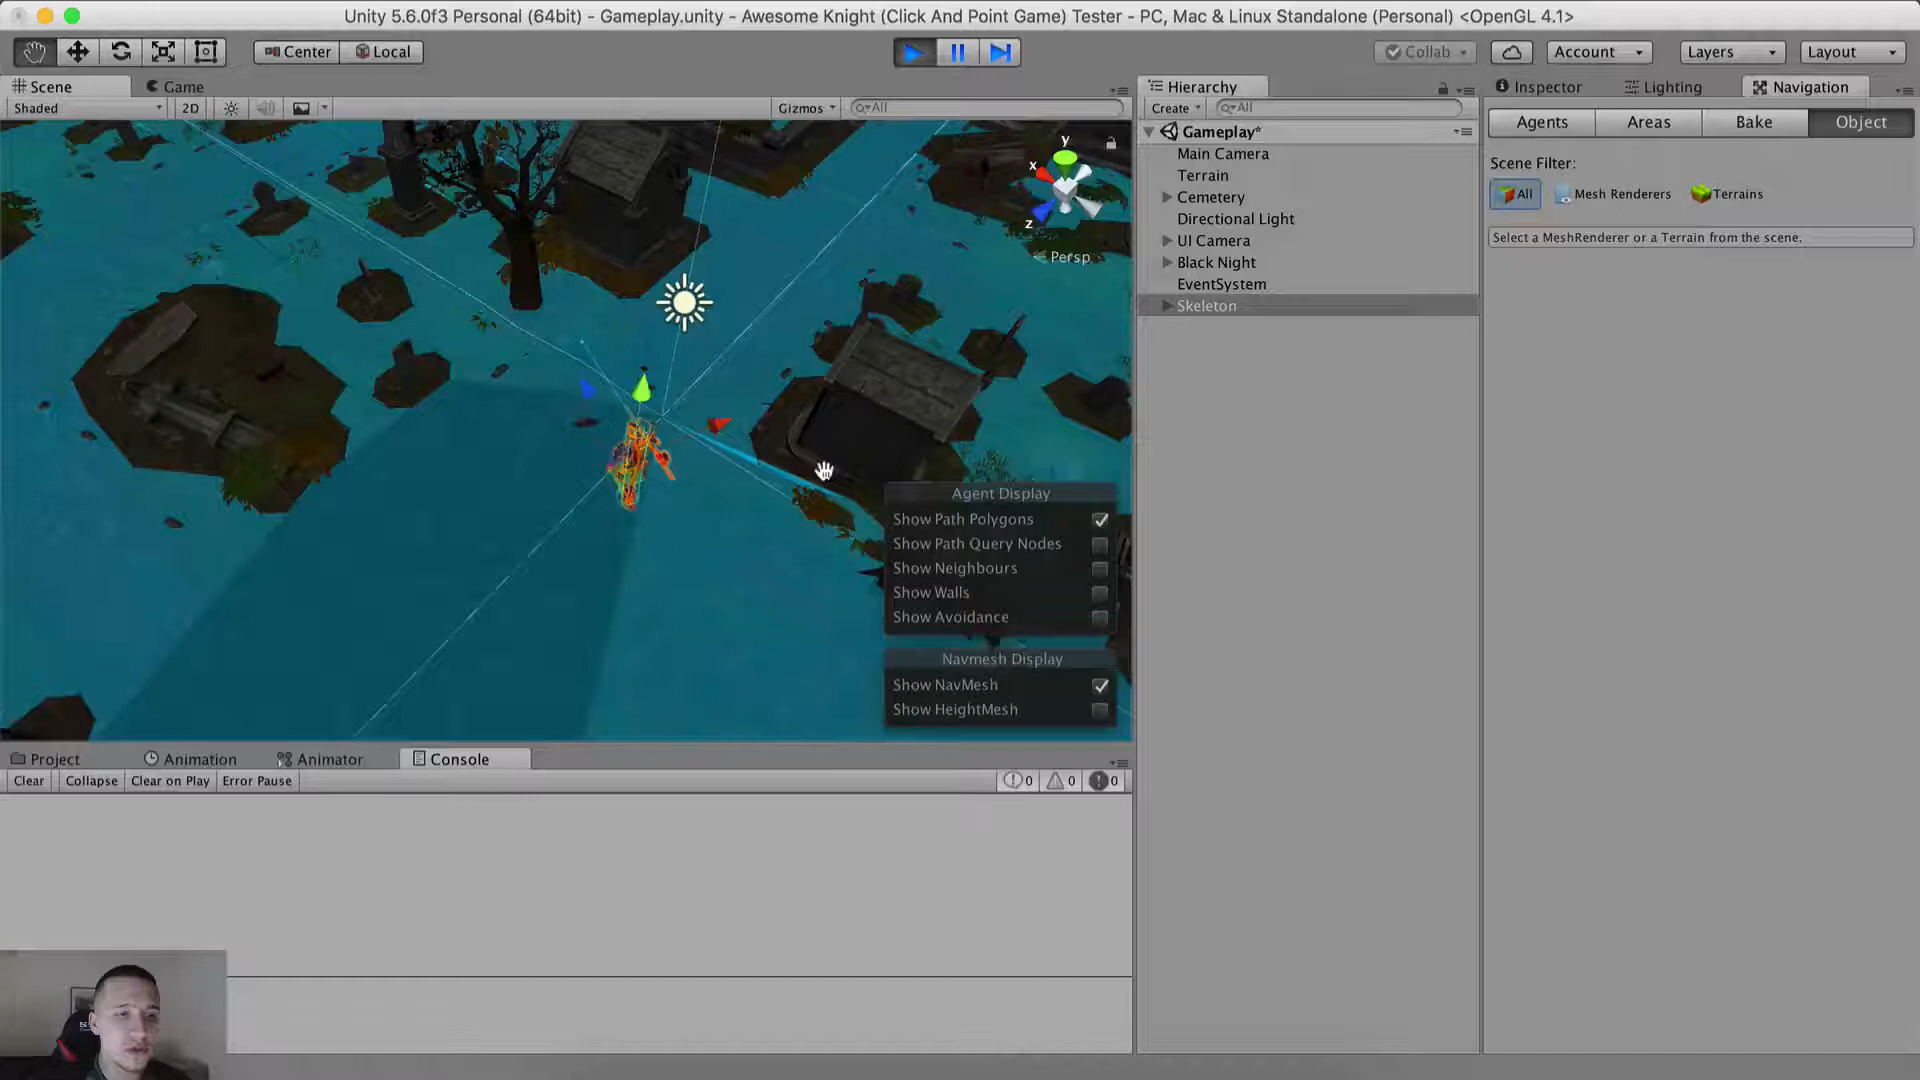 Unity 5.6.0f3 Personal (64bit) - Gameplay.unity - Awesome Knight (Click And Point Game) Tester - PC, Mac & Linux Standalone (Personal) <OpenGL 4.1>
Center
Local
Collab
Account
Layers
Layout
Scene
Game
Shaded
2D
Gizmos
All
y
x
z
Persp
Agent Display
Show Path Polygons
Show Path Query Nodes
Show Neighbours
Show Walls
Show Avoidance
Navmesh Display
Show NavMesh
Show HeightMesh
Hierarchy
Create
All
Gameplay*
Main Camera
Terrain
Cemetery
Directional Light
UI Camera
Black Night
EventSystem
Skeleton
Inspector
Lighting
Navigation
Agents
Areas
Bake
Object
Scene Filter:
All
Mesh Renderers
Terrains
Select a MeshRenderer or a Terrain from the scene.
Project
Animation
Animator
Console
Clear
Collapse
Clear on Play
Error Pause
0
0
0